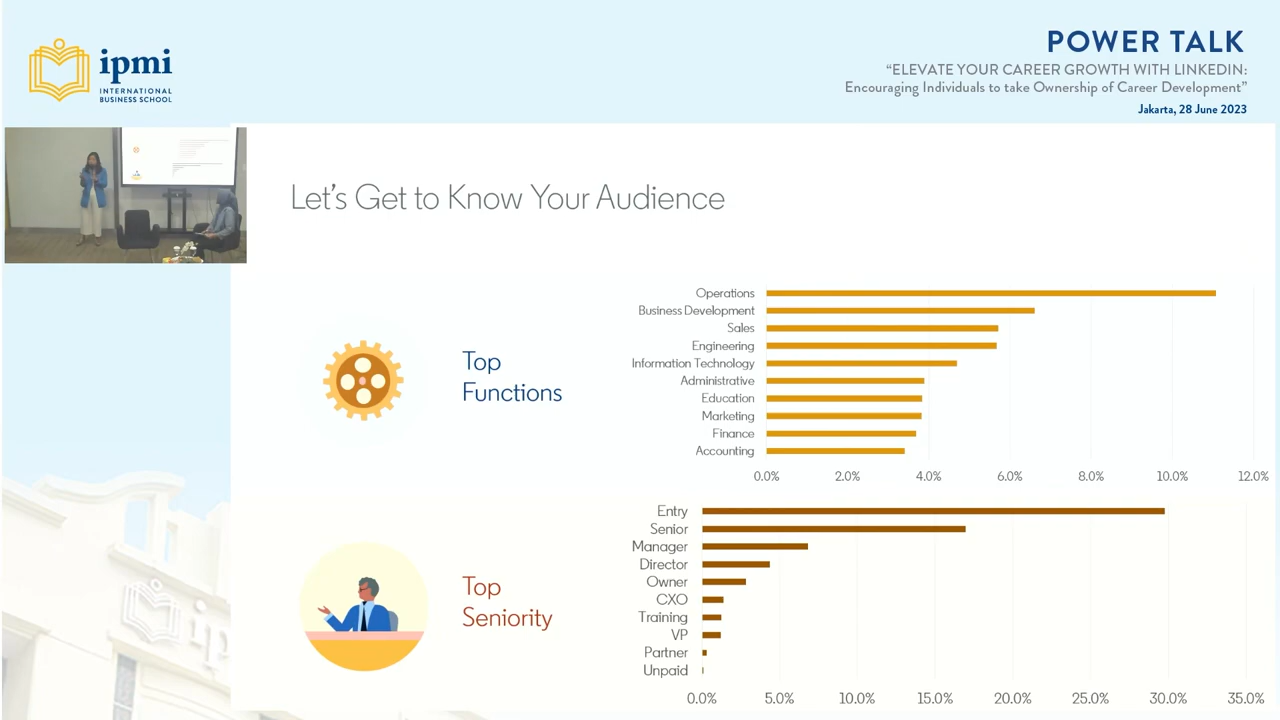 ipmi
INTERNATIONAL
BUSINESS SCHOOL
POWER TALK
“ELEVATE YOUR CAREER GROWTH WITH LINKEDIN:
Encouraging Individuals to take Ownership of Career Development”
Jakarta, 28 June 2023
Let’s Get to Know Your Audience
Top
Functions
Operations
Business Development
Sales
Engineering
Information Technology
Administrative
Education
Marketing
Finance
Accounting
0.0% 2.0% 4.0% 6.0% 8.0% 10.0% 12.0%
Top
Seniority
Entry
Senior
Manager
Director
Owner
CXO
Training
VP
Partner
Unpaid
0.0% 5.0% 10.0% 15.0% 20.0% 25.0% 30.0% 35.0%